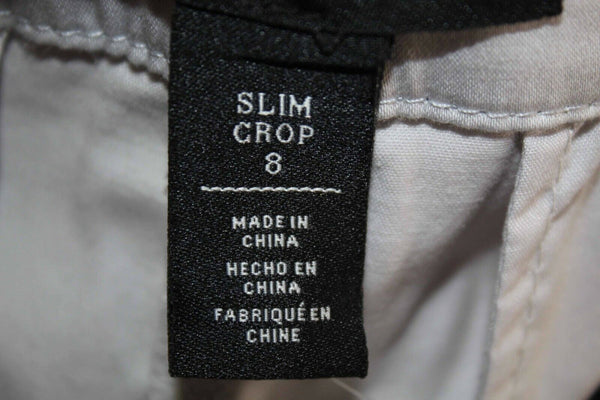 SLIM
CROP
8
MADE IN
CHINA
HECHO EN
CHINA
FABRIQUÉ EN
CHINE